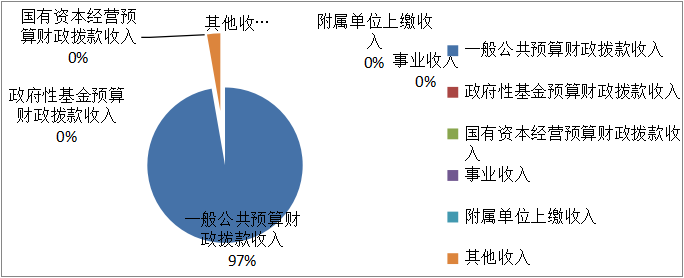 国有资本经营预
算财政拨款收入
0%
其他收…
附属单位上缴收
入
0%
事业收入
0%
政府性基金预算
财政拨款收入
0%
一般公共预算财
政拨款收入
97%
一般公共预算财政拨款收入
政府性基金预算财政拨款收入
国有资本经营预算财政拨款收
入
事业收入
附属单位上缴收入
其他收入